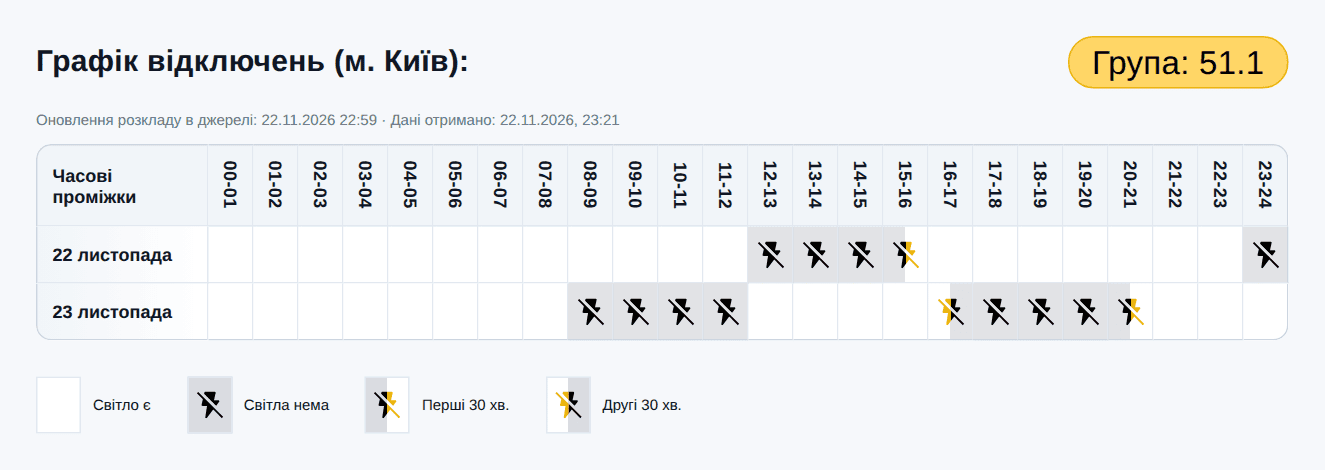 Графік відключень (м. Київ):
Група: 51.1
Оновлення розкладу в джерелі: 22.11.2026 22:59 · Дані отримано: 22.11.2026, 23:21
Часові
проміжки
00-01
01-02
02-03
03-04
04-05
05-06
06-07
07-08
08-09
09-10
10-11
11-12
12-13
13-14
14-15
15-16
16-17
17-18
18-19
19-20
20-21
21-22
22-23
23-24
22 листопада
23 листопада
Світло є
Світла нема
Перші 30 хв.
Другі 30 хв.